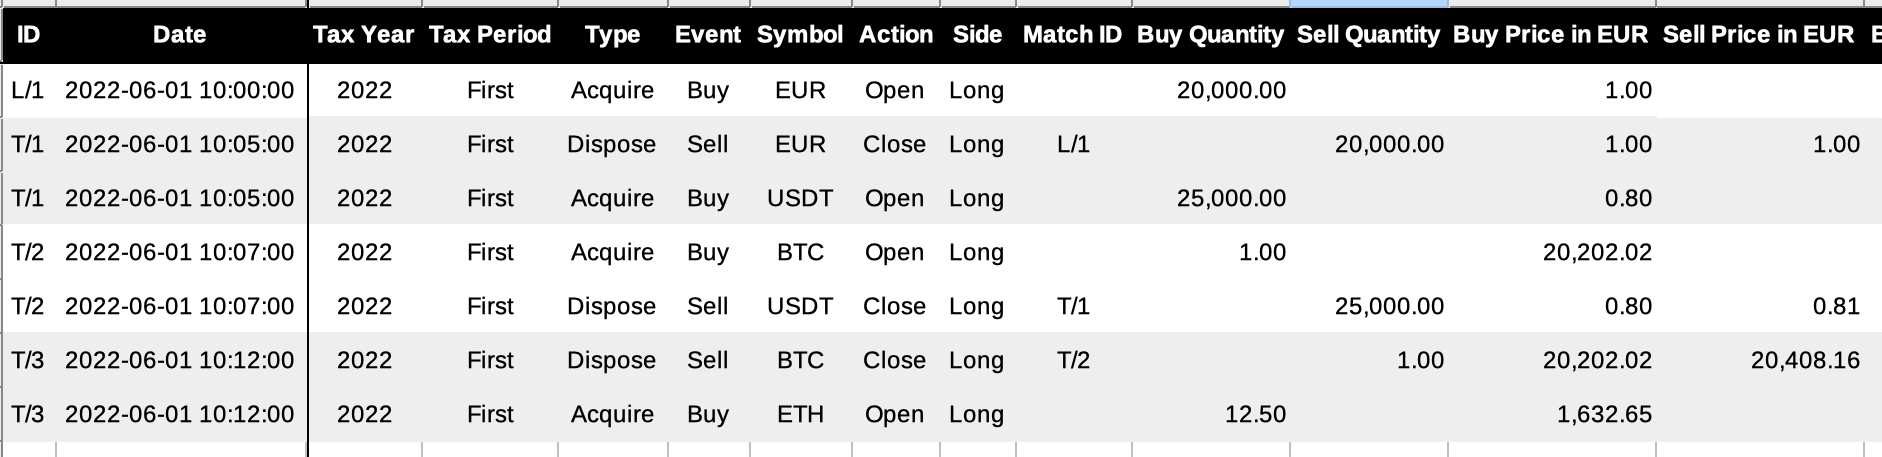 ID Date Tax Year Tax Period Type Event Symbol Action Side Match ID Buy Quantity Sell Quantity Buy Price in EUR Sell Price in EUR
L/1 2022-06-01 10:00:00 2022 First Acquire Buy EUR Open Long 20,000.00 1.00
T/1 2022-06-01 10:05:00 2022 First Dispose Sell EUR Close Long L/1 20,000.00 1.00 1.00
T/1 2022-06-01 10:05:00 2022 First Acquire Buy USDT Open Long 25,000.00 0.80
T/2 2022-06-01 10:07:00 2022 First Acquire Buy BTC Open Long 1.00 20,202.02
T/2 2022-06-01 10:07:00 2022 First Dispose Sell USDT Close Long T/1 25,000.00 0.80 0.81
T/3 2022-06-01 10:12:00 2022 First Dispose Sell BTC Close Long T/2 1.00 20,202.02 20,408.16
T/3 2022-06-01 10:12:00 2022 First Acquire Buy ETH Open Long 12.50 1,632.65